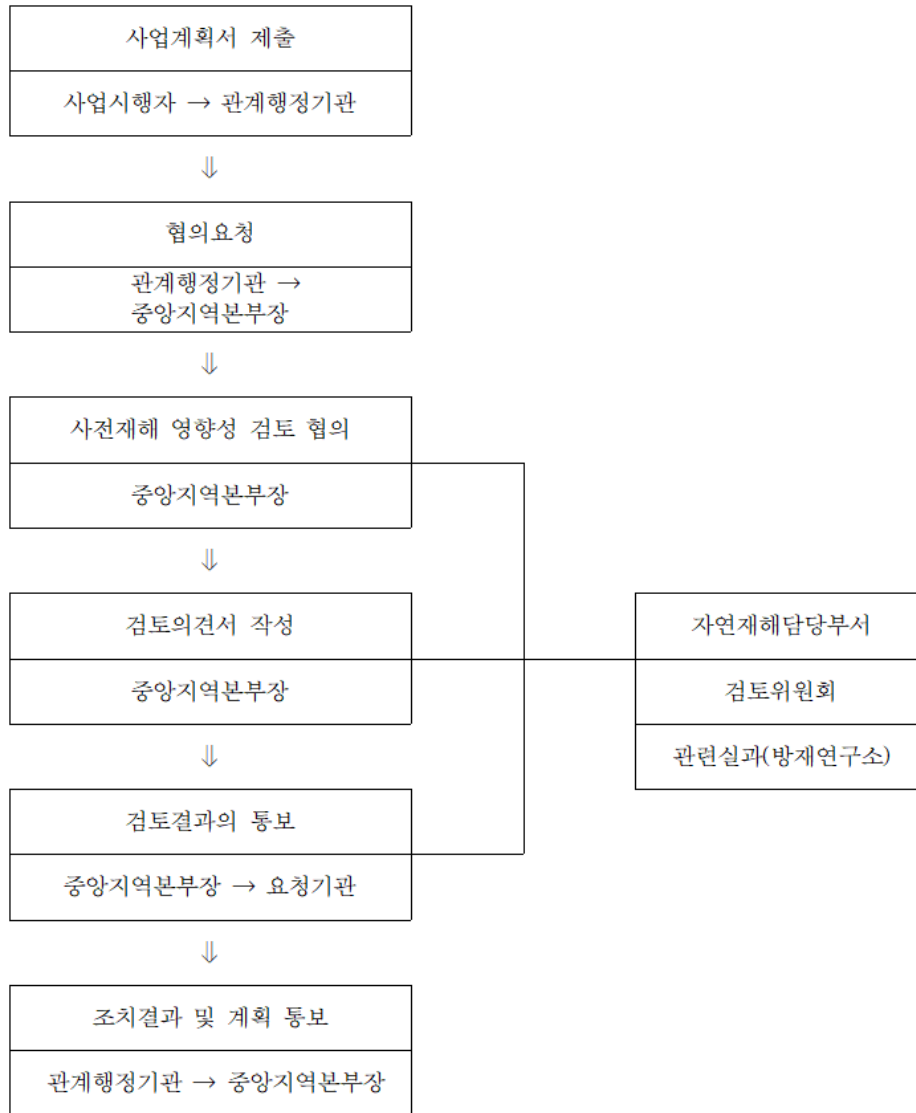 사업계획서 제출
사업시행자 → 관계행정기관
⇓
협의요청
관계행정기관 →
중앙지역본부장
⇓
사전재해 영향성 검토 협의
중앙지역본부장
⇓
검토의견서 작성
중앙지역본부장
⇓
검토결과의 통보
중앙지역본부장 → 요청기관
⇓
조치결과 및 계획 통보
관계행정기관 → 중앙지역본부장
자연재해담당부서
검토위원회
관련실과(방재연구소)